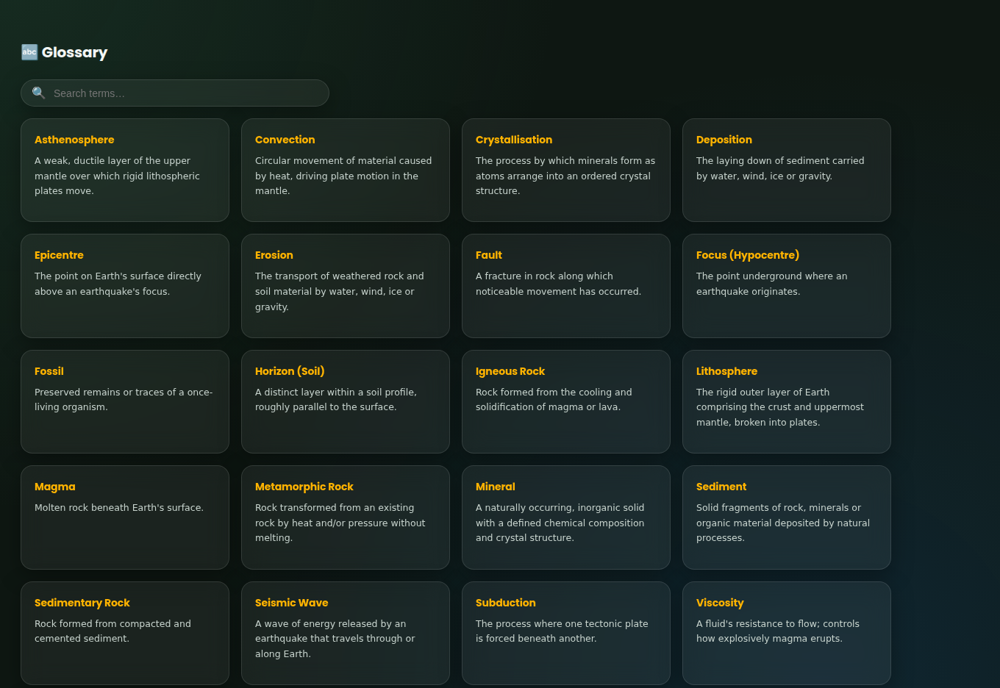 🔤 Glossary
🔍 Search terms…
Asthenosphere
A weak, ductile layer of the upper
mantle over which rigid lithospheric
plates move.
Convection
Circular movement of material caused
by heat, driving plate motion in the
mantle.
Crystallisation
The process by which minerals form as
atoms arrange into an ordered crystal
structure.
Deposition
The laying down of sediment carried
by water, wind, ice or gravity.
Epicentre
The point on Earth's surface directly
above an earthquake's focus.
Erosion
The transport of weathered rock and
soil material by water, wind, ice or
gravity.
Fault
A fracture in rock along which
noticeable movement has occurred.
Focus (Hypocentre)
The point underground where an
earthquake originates.
Fossil
Preserved remains or traces of a once-
living organism.
Horizon (Soil)
A distinct layer within a soil profile,
roughly parallel to the surface.
Igneous Rock
Rock formed from the cooling and
solidification of magma or lava.
Lithosphere
The rigid outer layer of Earth
comprising the crust and uppermost
mantle, broken into plates.
Magma
Molten rock beneath Earth's surface.
Metamorphic Rock
Rock transformed from an existing
rock by heat and/or pressure without
melting.
Mineral
A naturally occurring, inorganic solid
with a defined chemical composition
and crystal structure.
Sediment
Solid fragments of rock, minerals or
organic material deposited by natural
processes.
Sedimentary Rock
Rock formed from compacted and
cemented sediment.
Seismic Wave
A wave of energy released by an
earthquake that travels through or
along Earth.
Subduction
The process where one tectonic plate
is forced beneath another.
Viscosity
A fluid's resistance to flow; controls
how explosively magma erupts.